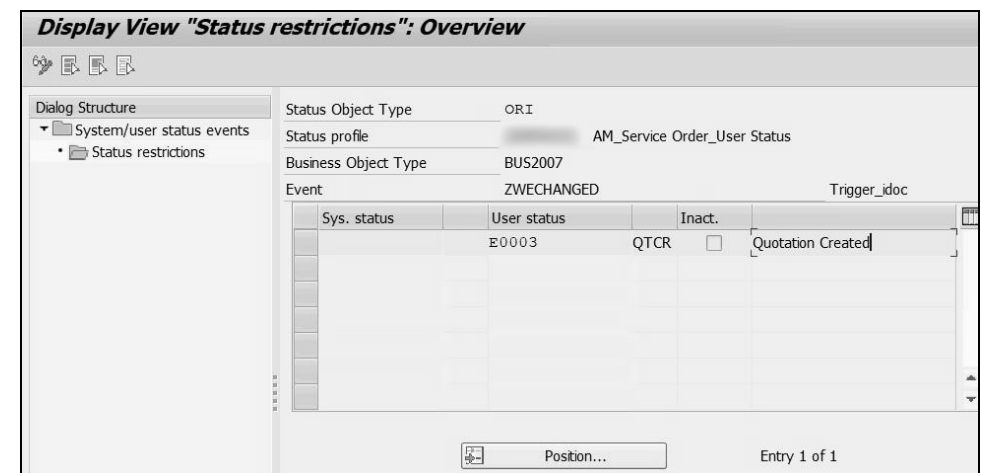 Display View "Status restrictions": Overview
Dialog Structure
System/user status events
Status restrictions
Status Object Type ORI
Status profile AM_Service Order_User Status
Business Object Type BUS2007
Event ZWECHANGED Trigger_idoc
Sys. status User status Inact.
E0003 QTCR Quotation Created
Position... Entry 1 of 1